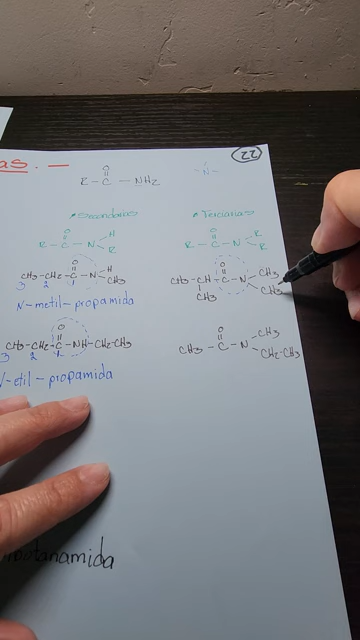 as. —
22
O
R - C - NH2
- N -
• Secundarias
• Terciarias
O H
R - C - N R
O R
R - C - N R
O H
CH3 - CH2 - C - N CH3
3 2 1
O CH3
CH3 - CH - C - N CH3
CH3
N-metil-propamida
O
CH3 - CH2 - C - NH - CH2 - CH3
3 2 1
O CH3
CH3 - C - N CH2-CH3
N-etil-propamida
tanamida